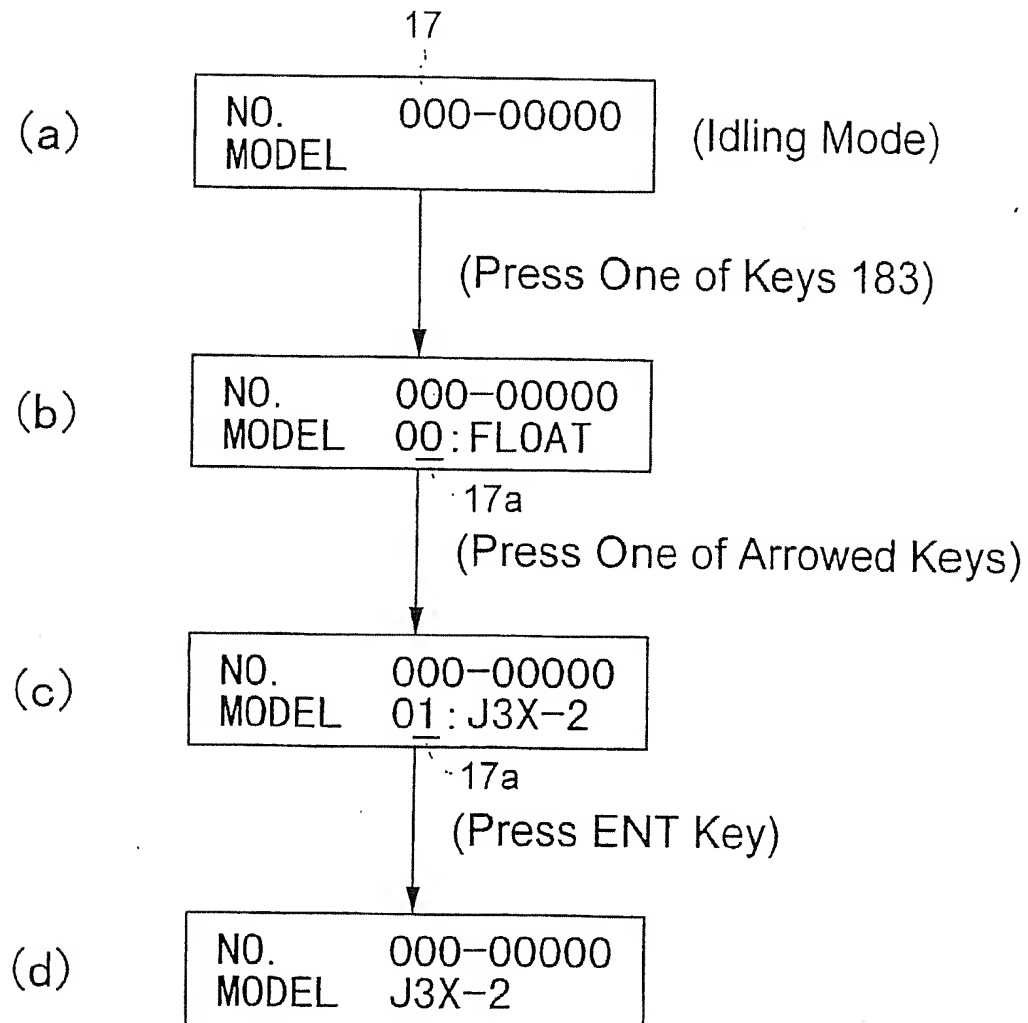 17
(a)
NO. 000-00000
MODEL
(Idling Mode)
(Press One of Keys 183)
(b)
NO. 000-00000
MODEL 00:FLOAT
17a
(Press One of Arrowed Keys)
(c)
NO. 000-00000
MODEL 01:J3X-2
17a
(Press ENT Key)
(d)
NO. 000-00000
MODEL J3X-2